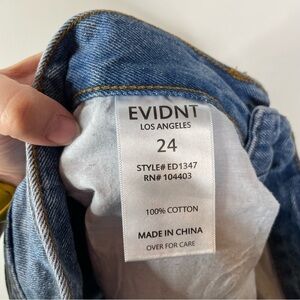 EVIDNT
LOS ANGELES
24
STYLE# ED1347
RN# 104403
100% COTTON
MADE IN CHINA
OVER FOR CARE